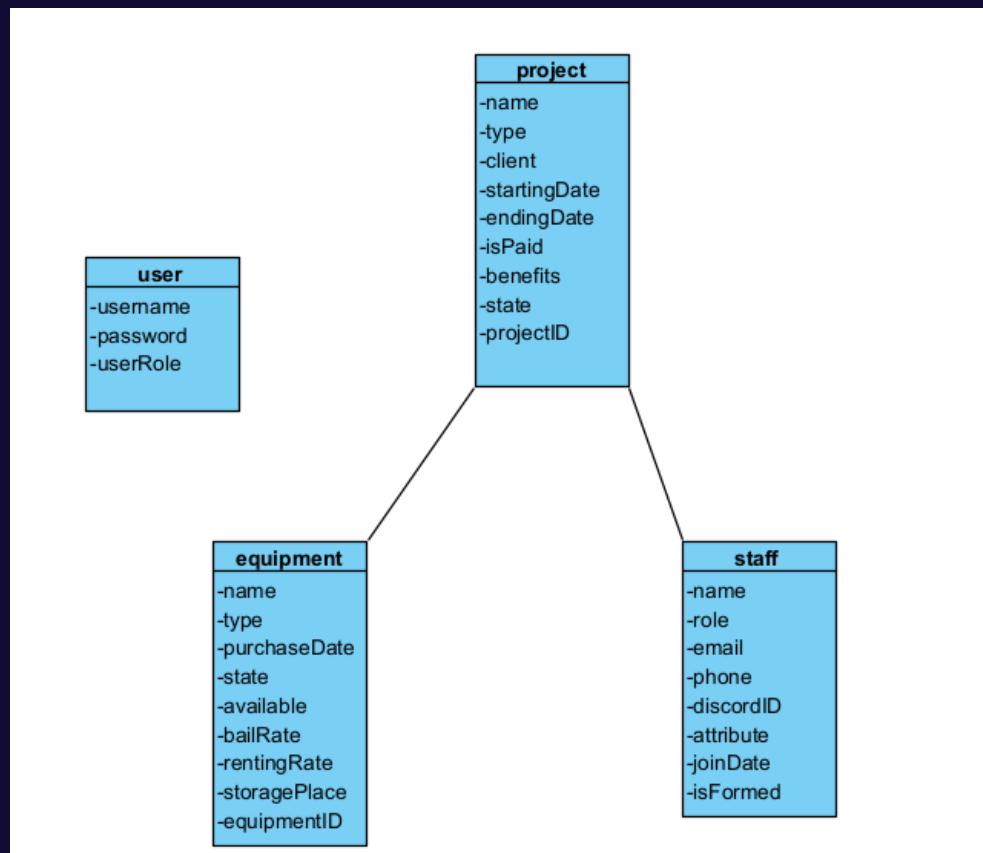 project
-name
-type
-client
-startingDate
-endingDate
-isPaid
-benefits
-state
-projectID
user
-username
-password
-userRole
equipment
-name
-type
-purchaseDate
-state
-available
-bailRate
-rentingRate
-storagePlace
-equipmentID
staff
-name
-role
-email
-phone
-discordID
-attribute
-joinDate
-isFormed